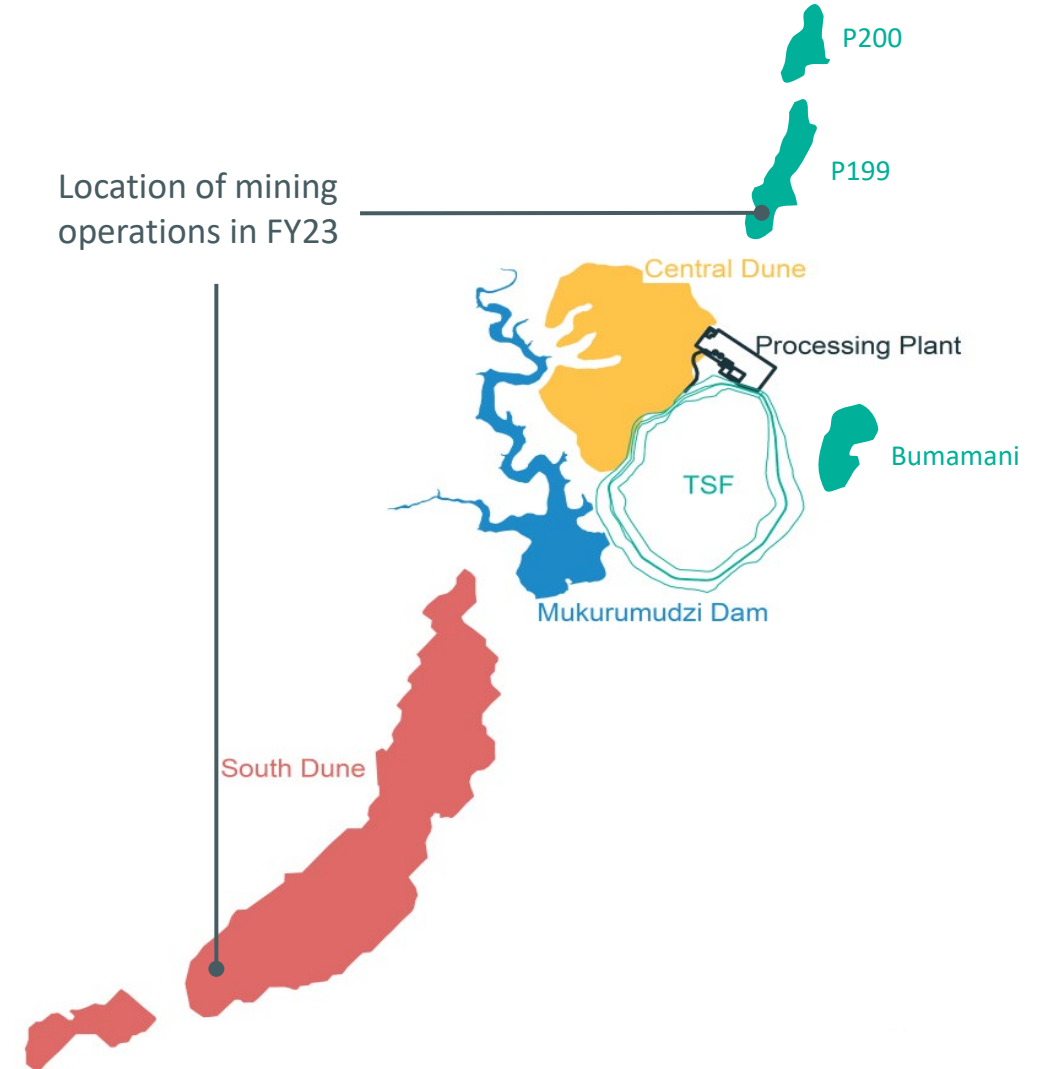 P200
P199
Location of mining
operations in FY23
Central Dune
Processing Plant
Bumamani
TSF
Mukurumudzi Dam
South Dune